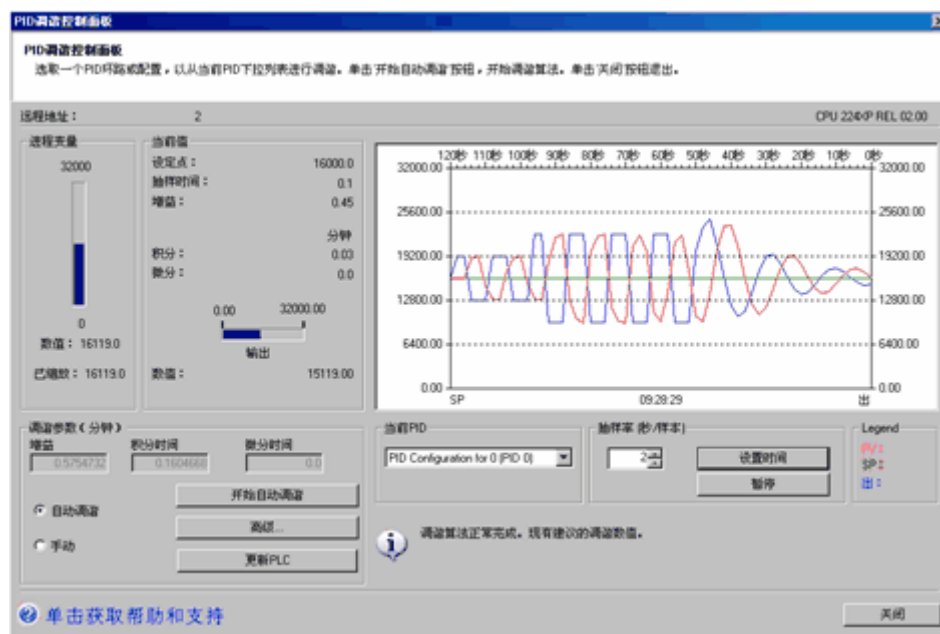 PID调谐控制面板
PID调谐控制面板
选取一个PID环路或配置，以从当前PID下拉列表进行调谐。单击'开始自动调谐'按钮，开始调谐算法。单击'关闭'按钮退出。
远程地址： 2 CPU 224XP REL 02.00
进程变量
32000
0
数值： 16119.0
已缩放： 16119.0
当前值
设定点： 16000.0
抽样时间： 0.1
增益： 0.45
分钟
积分： 0.03
微分： 0.0
0.00 32000.00
输出
数值： 15119.00
120秒 110秒 100秒 90秒 80秒 70秒 60秒 50秒 40秒 30秒 20秒 10秒 0秒
32000.00 32000.00
25600.00 25600.00
19200.00 19200.00
12800.00 12800.00
6400.00 6400.00
0.00 0.00
SP 09:28:29 出
调谐参数（分钟）
增益 积分时间 微分时间
0.5754732 0.1604660 0.0
自动调谐
手动
开始自动调谐
高级...
更新PLC
当前PID
PID Configuration for 0 (PID 0)
抽样率（秒/样率）
2
设置时间
暂停
Legend
PV：
SP：
出：
调谐算法正常完成。现有建议的调谐数值。
单击获取帮助和支持
关闭